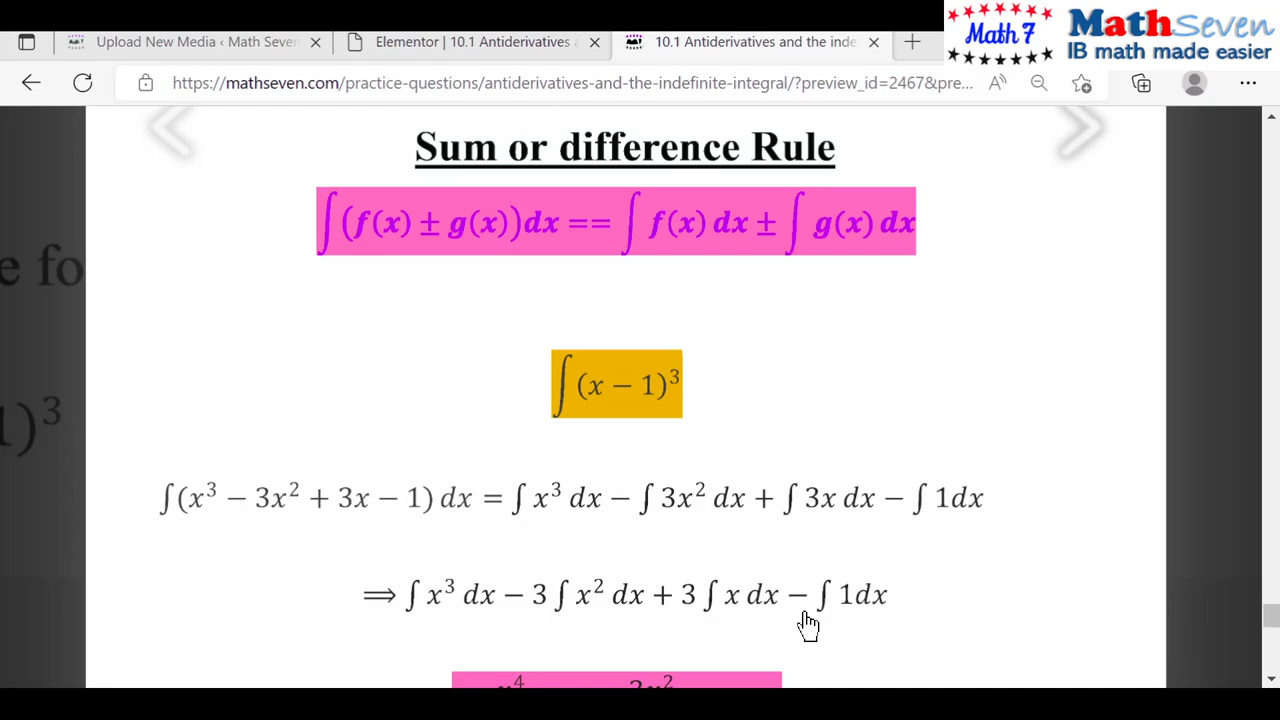 Math 7
MathSeven
IB math made easier
Upload New Media ‹ Math Seven
Elementor | 10.1 Antiderivatives a
10.1 Antiderivatives and the inde
https://mathseven.com/practice-questions/antiderivatives-and-the-indefinite-integral/?preview_id=2467&pre...
Sum or difference Rule
∫(f(x) ± g(x))dx == ∫ f(x) dx ± ∫ g(x) dx
e fo
∫(x − 1)³
1)³
∫(x³ − 3x² + 3x − 1) dx = ∫ x³ dx − ∫ 3x² dx + ∫ 3x dx − ∫ 1dx
⟹ ∫ x³ dx − 3 ∫ x² dx + 3 ∫ x dx − ∫ 1dx